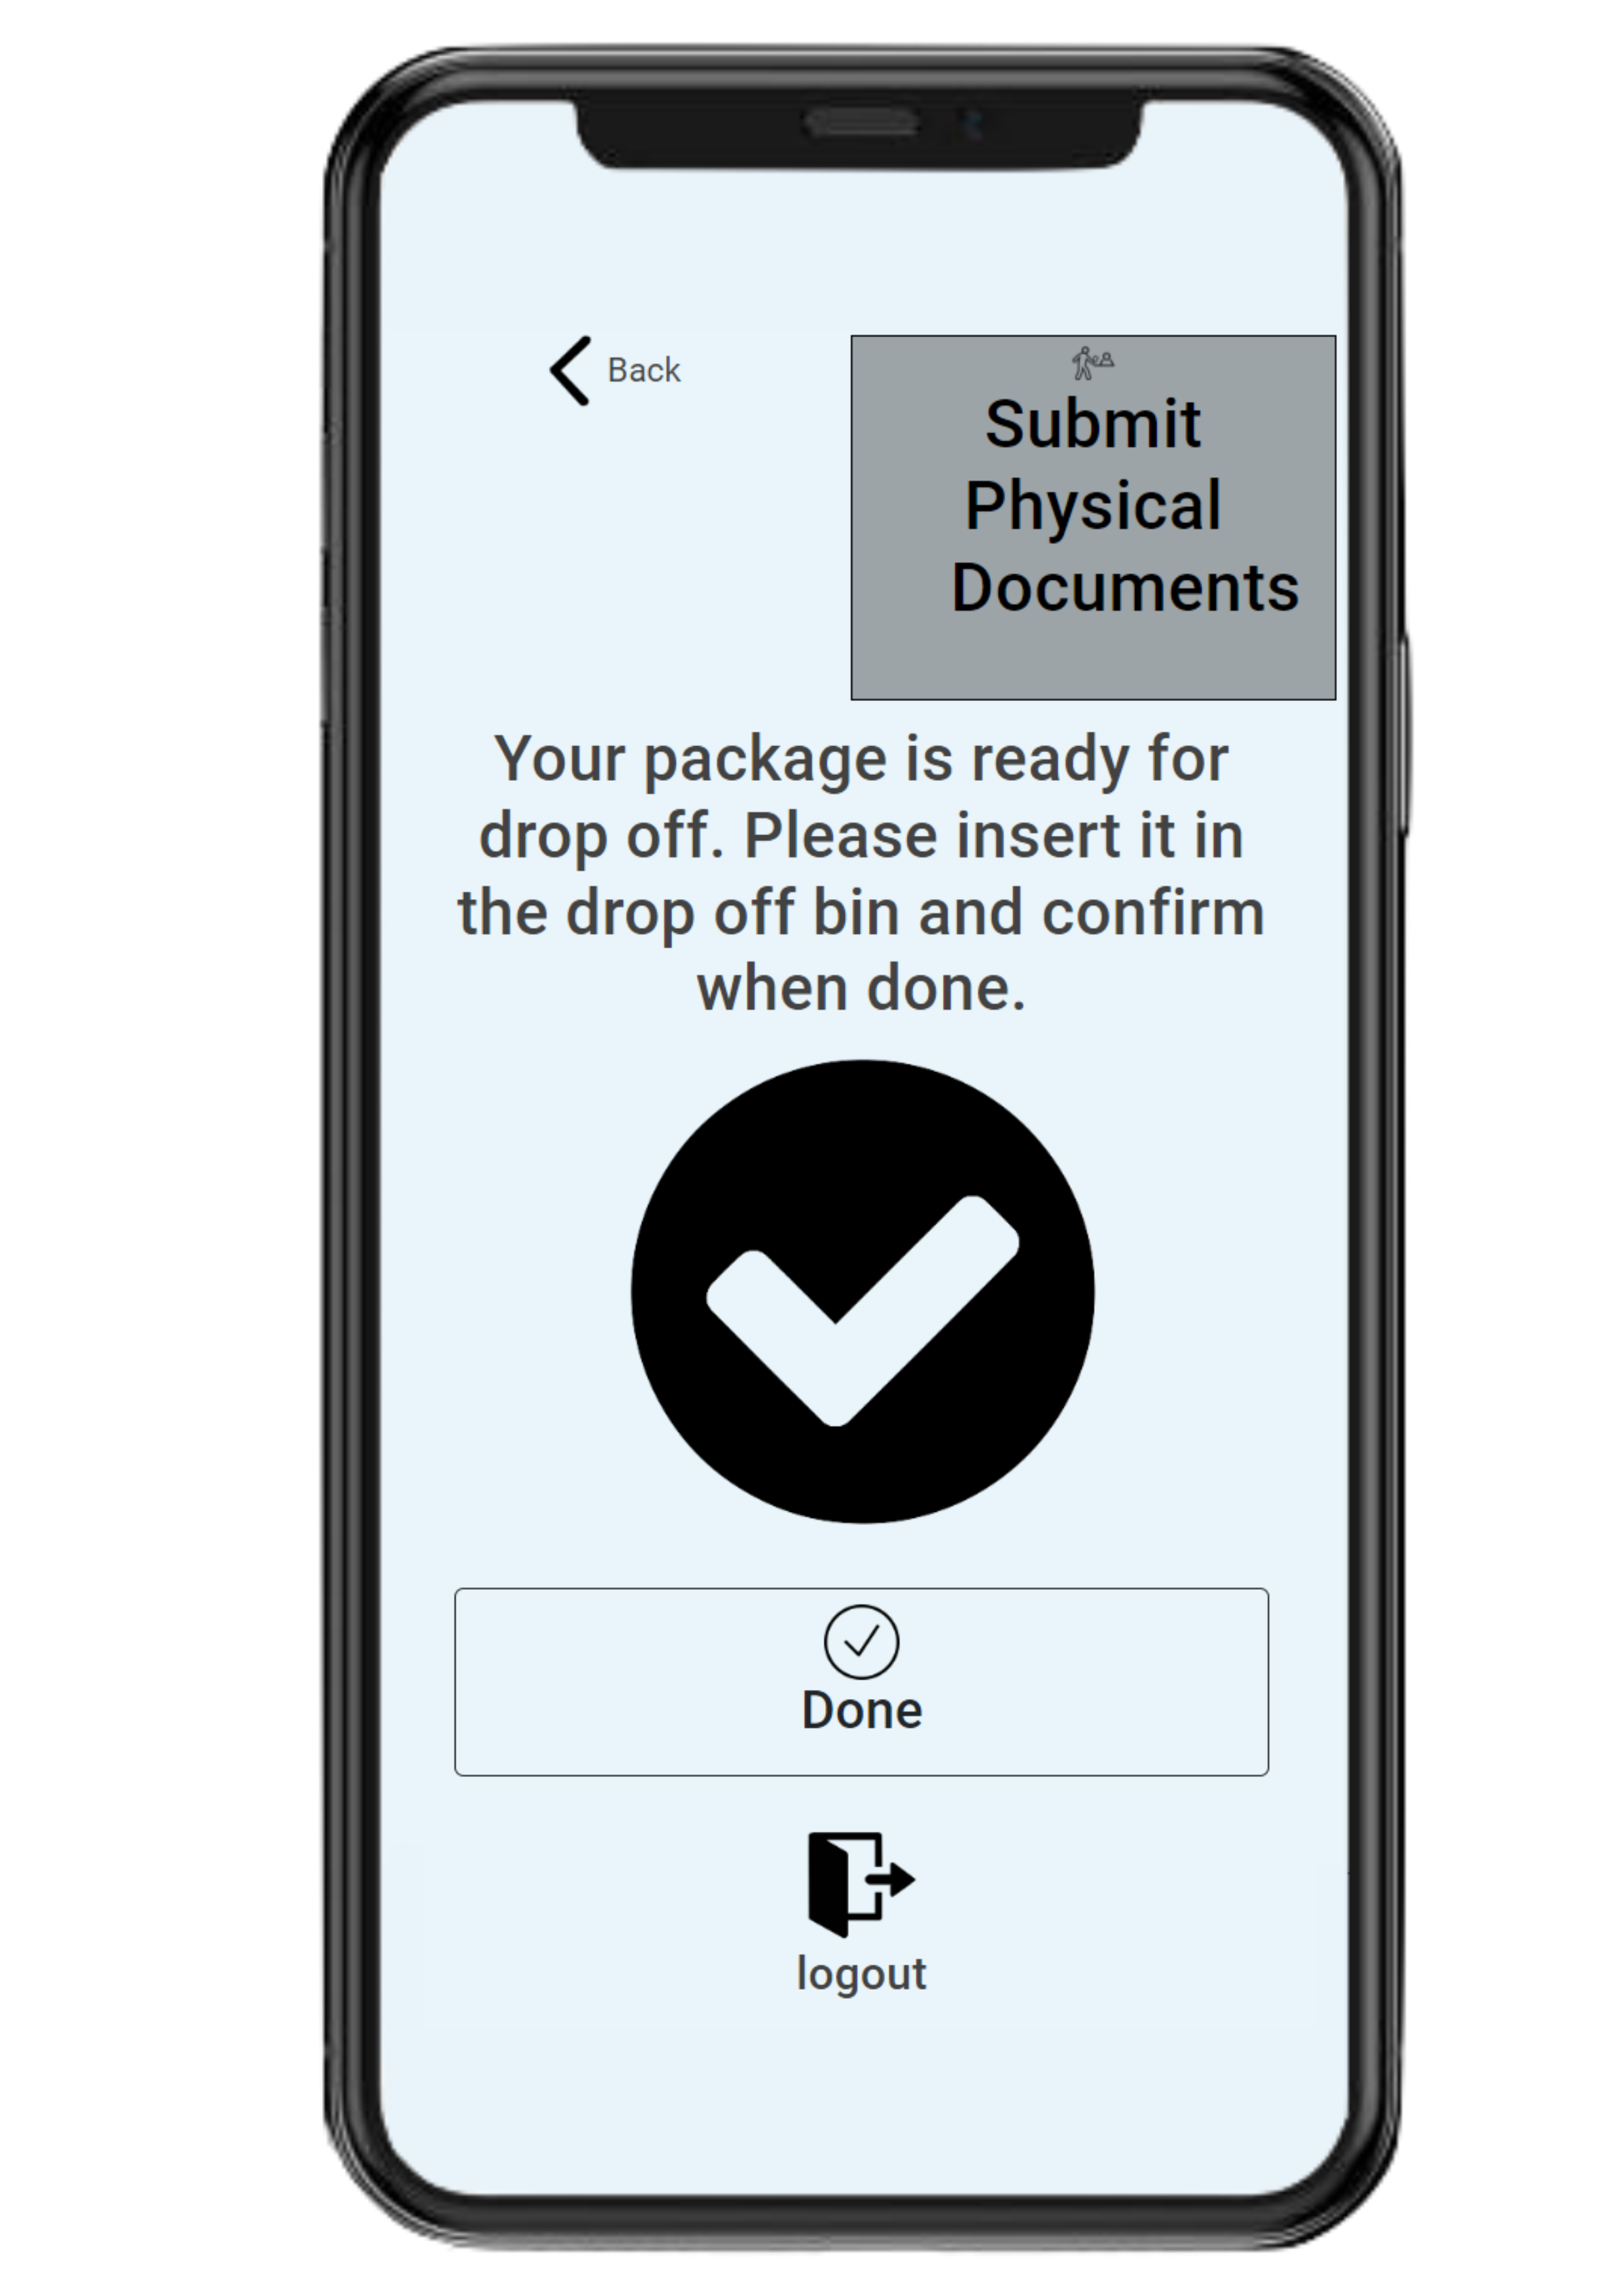 Back
Submit
Physical
Documents
Your package is ready for
drop off. Please insert it in
the drop off bin and confirm
when done.
Done
logout